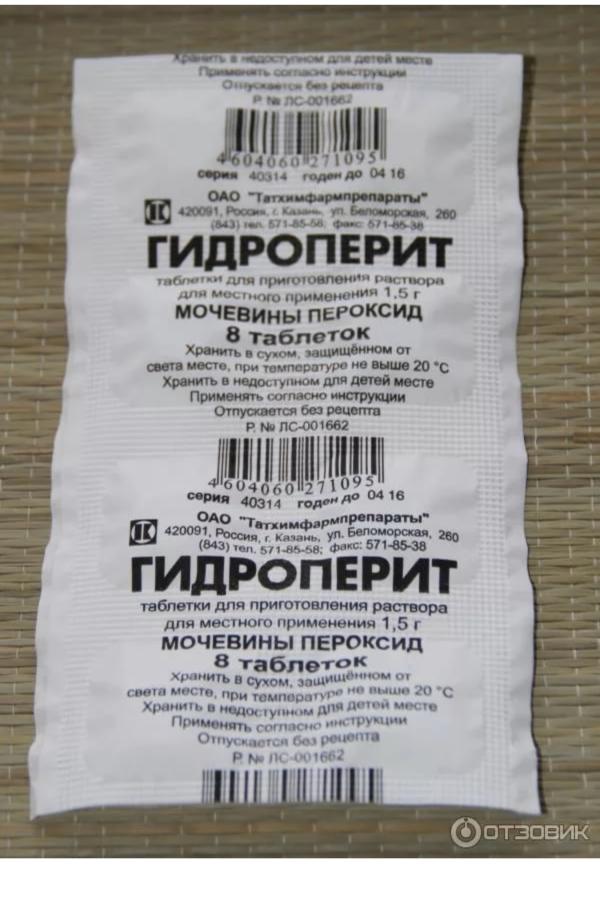 Хранить в недоступном для детей месте
Применять согласно инструкции
Отпускается без рецепта
Р. № ЛС-001662
4 604060 271095
серия 40314 годен до 04 16
ОАО "Татхимфармпрепараты"
420091, Россия, г. Казань, ул. Беломорская, 260
(843) тел. 571-85-58; факс: 571-85-38
ГИДРОПЕРИТ
таблетки для приготовления раствора
для местного применения 1,5 г
МОЧЕВИНЫ ПЕРОКСИД
8 таблеток
Хранить в сухом, защищённом от
света месте, при температуре не выше 20 °С
Хранить в недоступном для детей месте
Применять согласно инструкции
Отпускается без рецепта
Р. № ЛС-001662
4 604060 271095
серия 40314 годен до 04 16
ОАО "Татхимфармпрепараты"
420091, Россия, г. Казань, ул. Беломорская, 260
(843) тел. 571-85-58; факс: 571-85-38
ГИДРОПЕРИТ
таблетки для приготовления раствора
для местного применения 1,5 г
МОЧЕВИНЫ ПЕРОКСИД
8 таблеток
Хранить в сухом, защищённом от
света месте, при температуре не выше 20 °С
Хранить в недоступном для детей месте
Применять согласно инструкции
Отпускается без рецепта
Р. № ЛС-001662
ОТЗОВИК